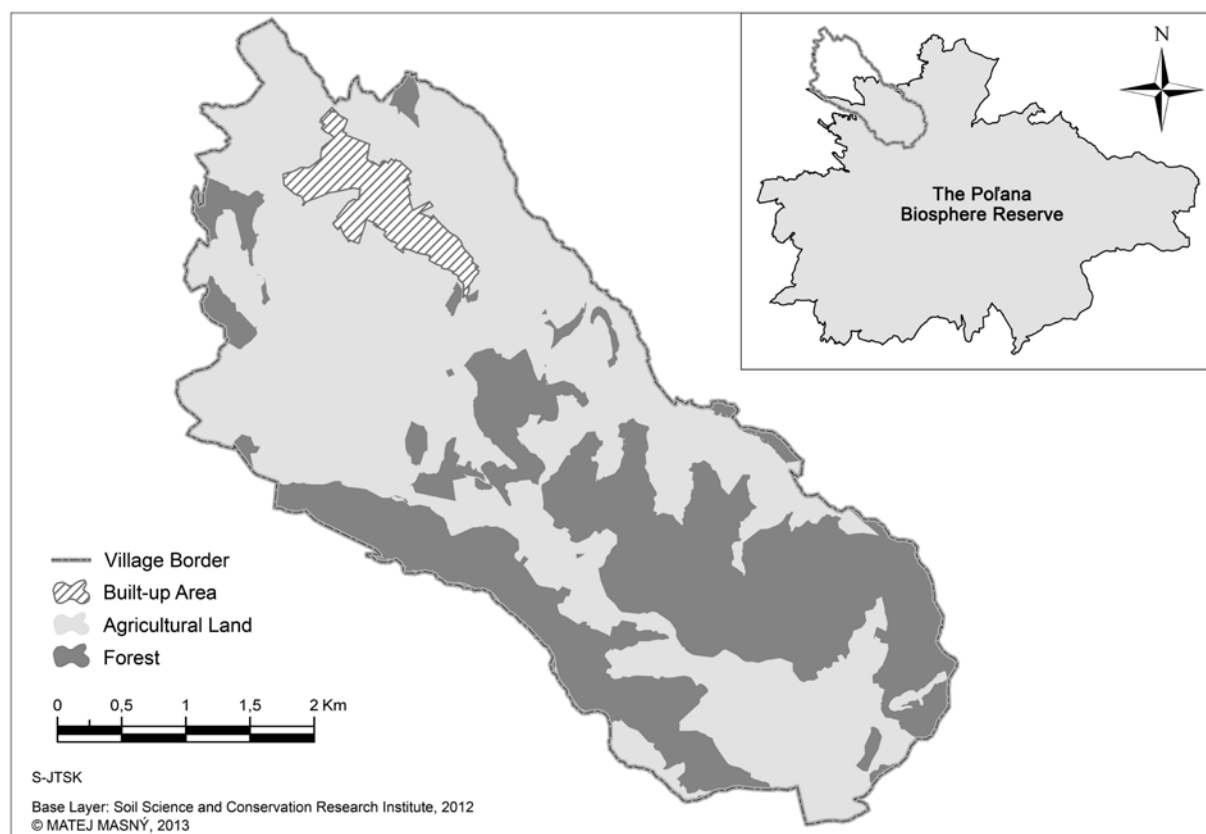 N
The Poľana
Biosphere Reserve
Village Border
Built-up Area
Agricultural Land
Forest
0 0,5 1 1,5 2 Km
S-JTSK
Base Layer: Soil Science and Conservation Research Institute, 2012
© MATEJ MASNÝ, 2013